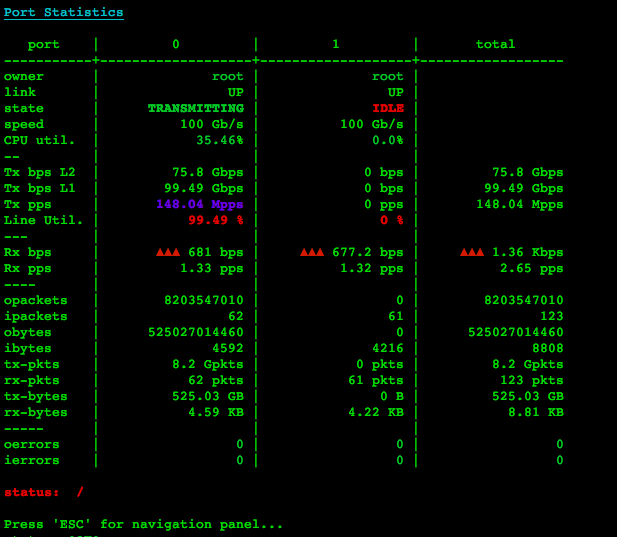 Port Statistics
port | 0 | 1 | total
-----------+--------------------+--------------------+------------------
owner | root | root |
link | UP | UP |
state | TRANSMITTING | IDLE |
speed | 100 Gb/s | 100 Gb/s |
CPU util. | 35.46% | 0.0% |
-- | | |
Tx bps L2 | 75.8 Gbps | 0 bps | 75.8 Gbps
Tx bps L1 | 99.49 Gbps | 0 bps | 99.49 Gbps
Tx pps | 148.04 Mpps | 0 pps | 148.04 Mpps
Line Util. | 99.49 % | 0 % |
--- | | |
Rx bps | ▲▲▲ 681 bps | ▲▲▲ 677.2 bps | ▲▲▲ 1.36 Kbps
Rx pps | 1.33 pps | 1.32 pps | 2.65 pps
---- | | |
opackets | 8203547010 | 0 | 8203547010
ipackets | 62 | 61 | 123
obytes | 525027014460 | 0 | 525027014460
ibytes | 4592 | 4216 | 8808
tx-pkts | 8.2 Gpkts | 0 pkts | 8.2 Gpkts
rx-pkts | 62 pkts | 61 pkts | 123 pkts
tx-bytes | 525.03 GB | 0 B | 525.03 GB
rx-bytes | 4.59 KB | 4.22 KB | 8.81 KB
----- | | |
oerrors | 0 | 0 | 0
ierrors | 0 | 0 | 0
status: /
Press 'ESC' for navigation panel...